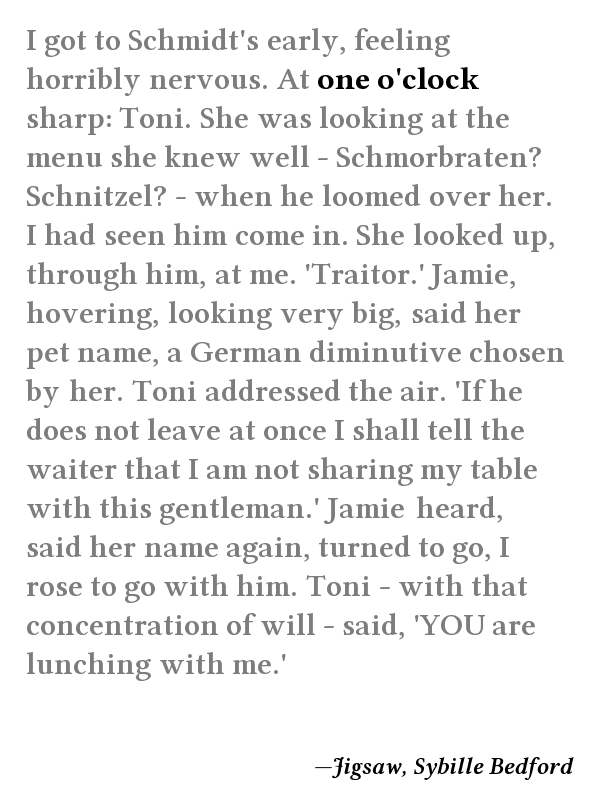 I got to Schmidt's early, feeling
horribly nervous. At one o'clock
sharp: Toni. She was looking at the
menu she knew well – Schmorbraten?
Schnitzel? – when he loomed over her.
I had seen him come in. She looked up,
through him, at me. 'Traitor.' Jamie,
hovering, looking very big, said her
pet name, a German diminutive chosen
by her. Toni addressed the air. 'If he
does not leave at once I shall tell the
waiter that I am not sharing my table
with this gentleman.' Jamie heard,
said her name again, turned to go, I
rose to go with him. Toni – with that
concentration of will – said, 'YOU are
lunching with me.'
—Jigsaw, Sybille Bedford